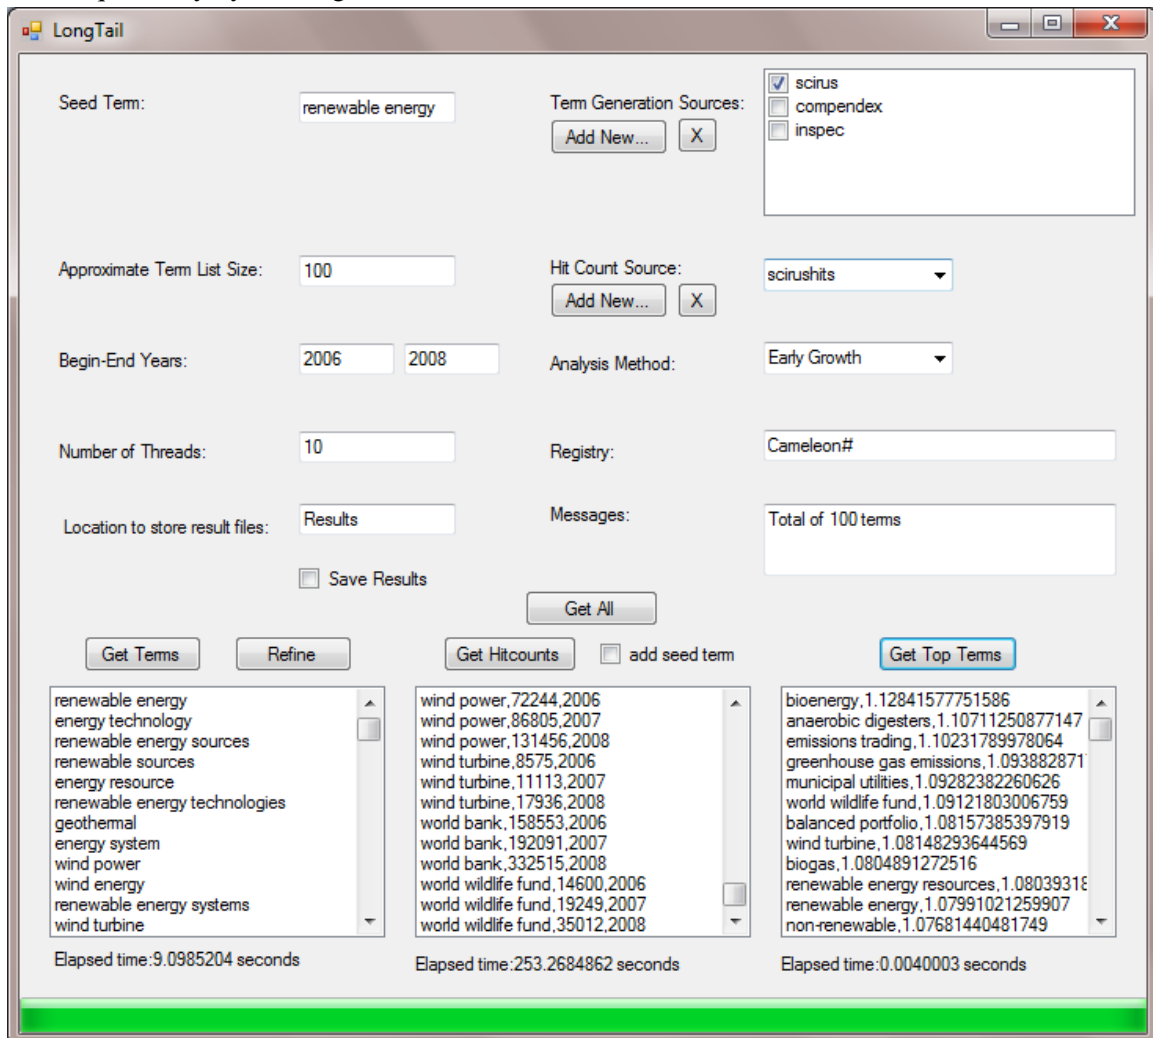 LongTail
Seed Term:
renewable energy
Term Generation Sources:
Add New...
X
scirus
compendex
inspec
Approximate Term List Size:
100
Hit Count Source:
Add New...
X
scirushits
Begin-End Years:
2006
2008
Analysis Method:
Early Growth
Number of Threads:
10
Registry:
Cameleon#
Location to store result files:
Results
Messages:
Total of 100 terms
Save Results
Get All
Get Terms
Refine
Get Hitcounts
add seed term
Get Top Terms
renewable energy
energy technology
renewable energy sources
renewable sources
energy resource
renewable energy technologies
geothermal
energy system
wind power
wind energy
renewable energy systems
wind turbine
wind power,72244,2006
wind power,86805,2007
wind power,131456,2008
wind turbine,8575,2006
wind turbine,11113,2007
wind turbine,17936,2008
world bank,158553,2006
world bank,192091,2007
world bank,332515,2008
world wildlife fund,14600,2006
world wildlife fund,19249,2007
world wildlife fund,35012,2008
bioenergy,1.12841577751586
anaerobic digesters,1.10711250877147
emissions trading,1.10231789978064
greenhouse gas emissions,1.093882871
municipal utilities,1.09282382260626
world wildlife fund,1.09121803006759
balanced portfolio,1.08157385397919
wind turbine,1.08148293644569
biogas,1.0804891272516
renewable energy resources,1.08039318
renewable energy,1.07991021259907
non-renewable,1.07681440481749
Elapsed time:9.0985204 seconds
Elapsed time:253.2684862 seconds
Elapsed time:0.0040003 seconds